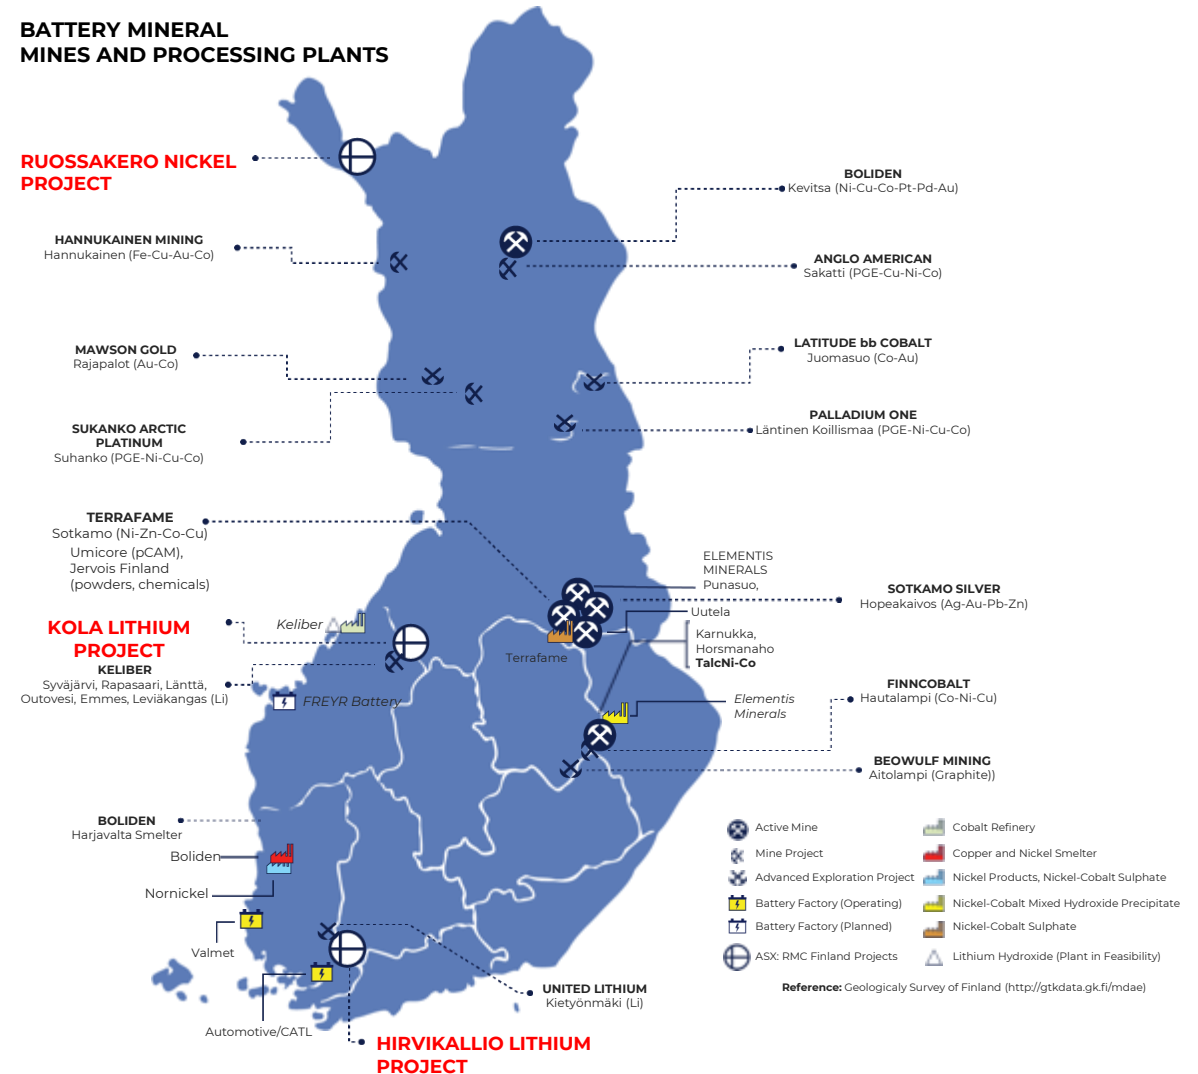 BATTERY MINERAL
MINES AND PROCESSING PLANTS
RUOSSAKERO NICKEL
PROJECT
BOLIDEN
Kevitsa (Ni-Cu-Co-Pt-Pd-Au)
HANNUKAINEN MINING
Hannukainen (Fe-Cu-Au-Co)
ANGLO AMERICAN
Sakatti (PGE-Cu-Ni-Co)
MAWSON GOLD
Rajapalot (Au-Co)
LATITUDE bb COBALT
Juomasuo (Co-Au)
SUKANKO ARCTIC
PLATINUM
Suhanko (PGE-Ni-Cu-Co)
PALLADIUM ONE
Läntinen Koillismaa (PGE-Ni-Cu-Co)
TERRAFAME
Sotkamo (Ni-Zn-Co-Cu)
Umicore (pCAM),
Jervois Finland
(powders, chemicals)
ELEMENTIS
MINERALS
Punasuo,
SOTKAMO SILVER
Hopeakaivos (Ag-Au-Pb-Zn)
Uutela
Keliber
KOLA LITHIUM
PROJECT
Karnukka,
Horsmanaho
TalcNi-Co
Terrafame
KELIBER
Syväjärvi, Rapasaari, Länttä,
Outovesi, Emmes, Leviäkangas (Li)
FREYR Battery
FINNCOBALT
Hautalampi (Co-Ni-Cu)
Elementis
Minerals
BEOWULF MINING
Aitolampi (Graphite))
BOLIDEN
Harjavalta Smelter
Boliden
Nornickel
Valmet
Automotive/CATL
UNITED LITHIUM
Kietyönmäki (Li)
HIRVIKALLIO LITHIUM
PROJECT
Active Mine
Mine Project
Advanced Exploration Project
Battery Factory (Operating)
Battery Factory (Planned)
ASX: RMC Finland Projects
Cobalt Refinery
Copper and Nickel Smelter
Nickel Products, Nickel-Cobalt Sulphate
Nickel-Cobalt Mixed Hydroxide Precipitate
Nickel-Cobalt Sulphate
Lithium Hydroxide (Plant in Feasibility)
Reference: Geologicaly Survey of Finland (http://gtkdata.gk.fi/mdae)